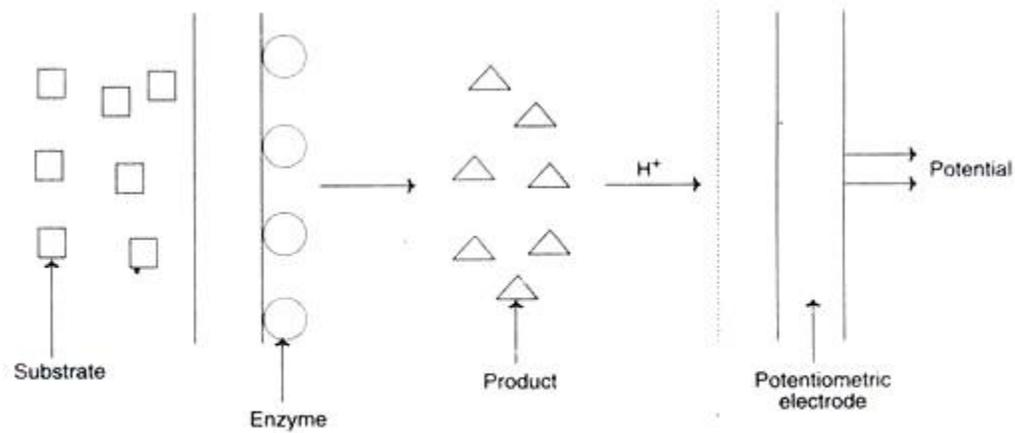 H⁺
Potential
Substrate
Enzyme
Product
Potentiometric
electrode